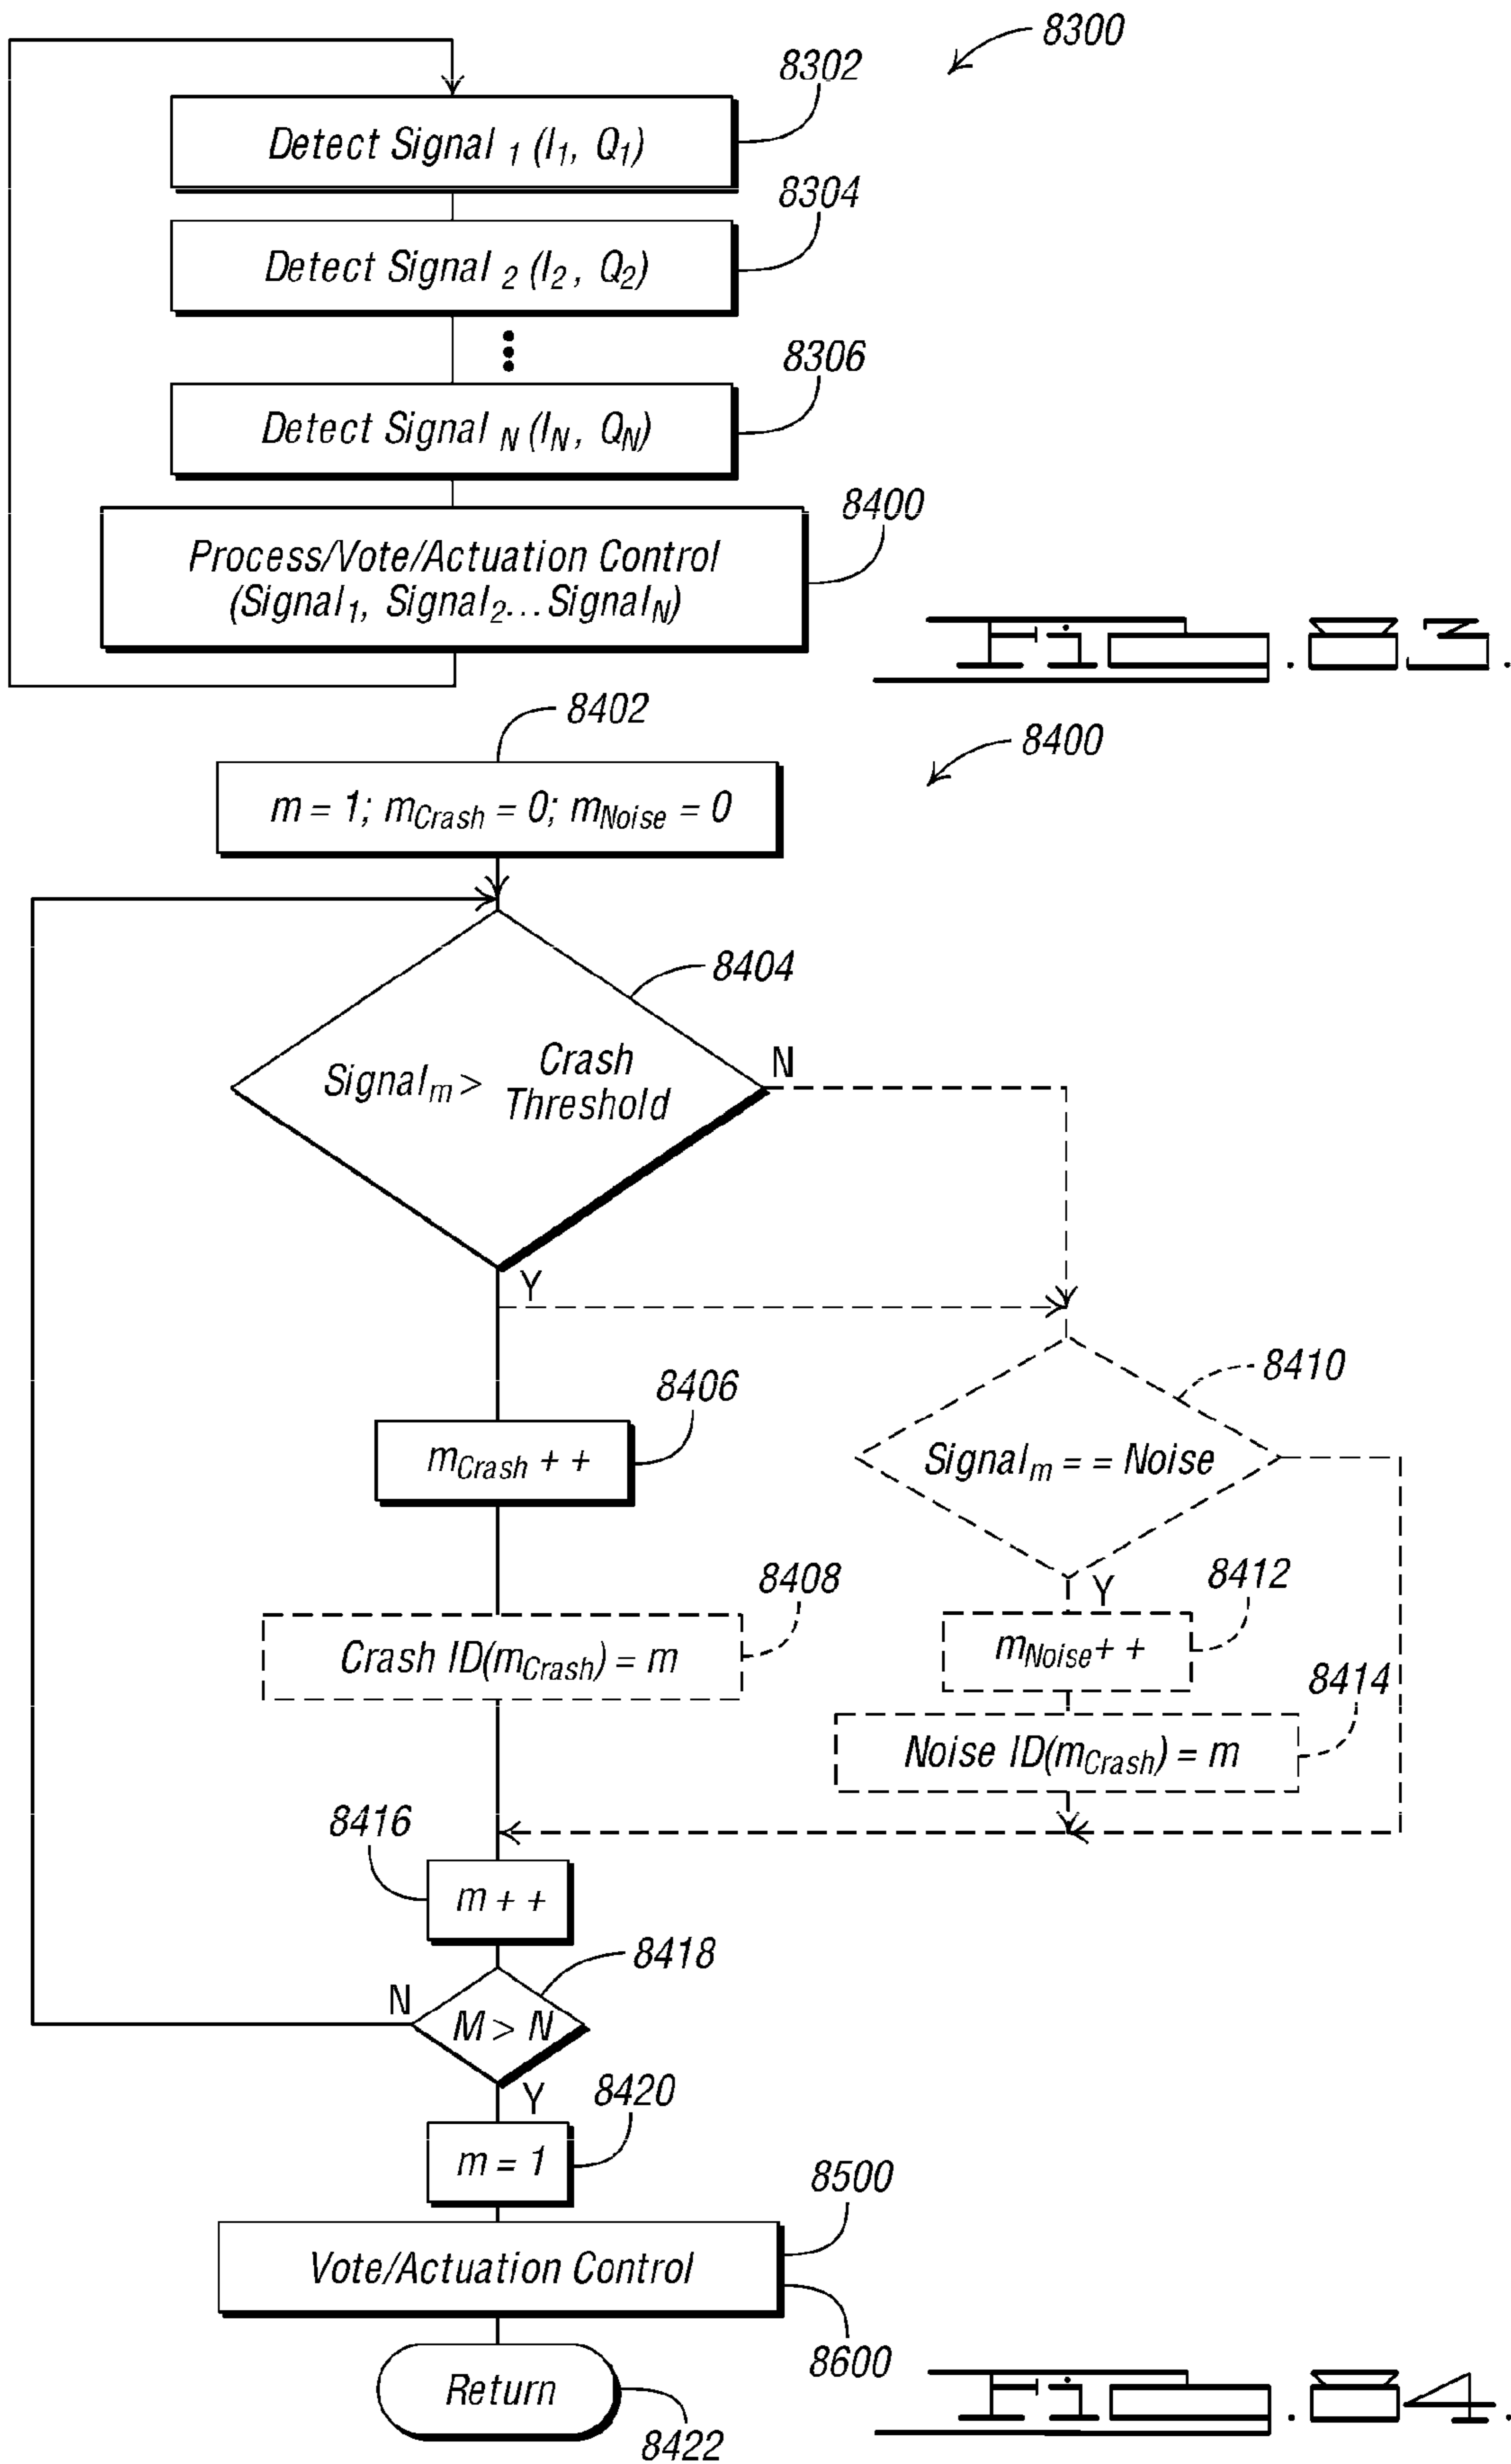 8300
8302
Detect Signal 1 (I1, Q1)
8304
Detect Signal 2 (I2, Q2)
8306
Detect Signal N (IN, QN)
8400
Process/Vote/Actuation Control
(Signal1, Signal2...SignalN)
Fig. 83.
8402
8400
m = 1; mCrash = 0; mNoise = 0
8404
Signalm > Crash
Threshold
N
Y
8410
8406
mCrash + +
Signalm = = Noise
8408
8412
Y
Crash ID(mCrash) = m
mNoise+ +
8414
Noise ID(mCrash) = m
8416
m + +
8418
N
M > N
Y
8420
m = 1
8500
Vote/Actuation Control
8600
Return
8422
Fig. 84.